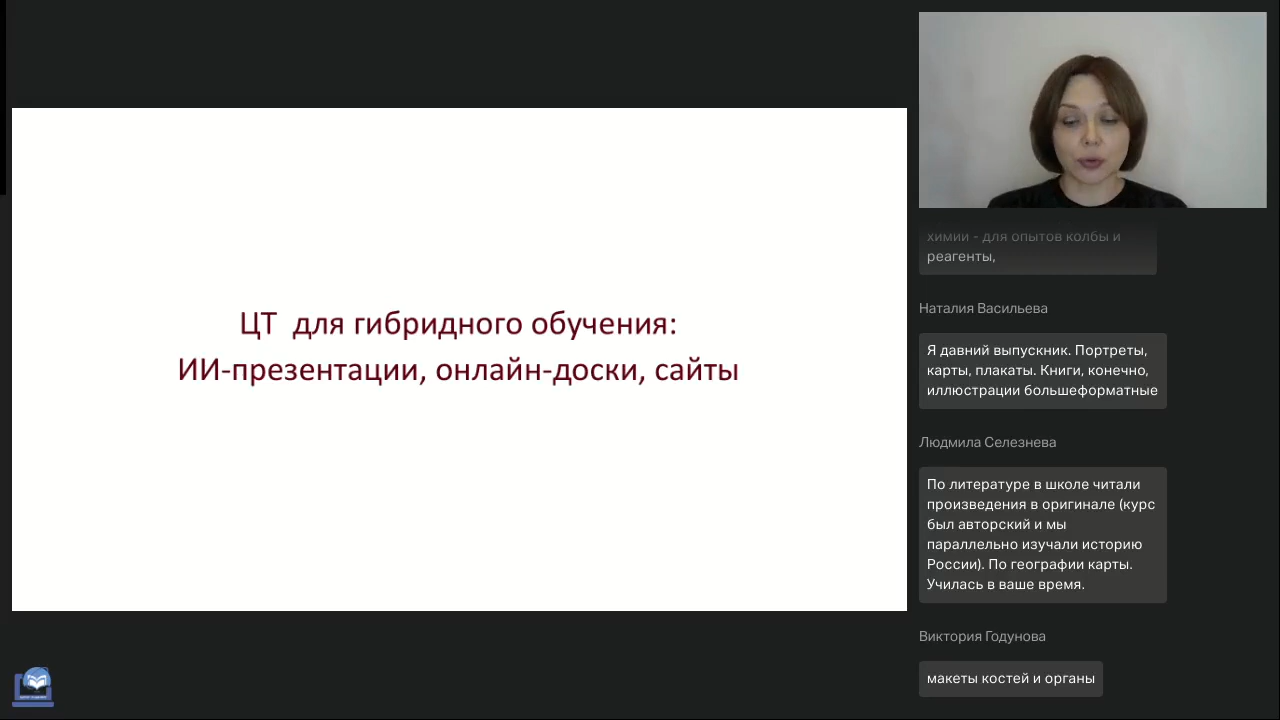 ЦТ для гибридного обучения:
ИИ-презентации, онлайн-доски, сайты
химии - для опытов колбы и
реагенты,
Наталия Васильева
Я давний выпускник. Портреты,
карты, плакаты. Книги, конечно,
иллюстрации большеформатные
Людмила Селезнева
По литературе в школе читали
произведения в оригинале (курс
был авторский и мы
параллельно изучали историю
России). По географии карты.
Училась в ваше время.
Виктория Годунова
макеты костей и органы